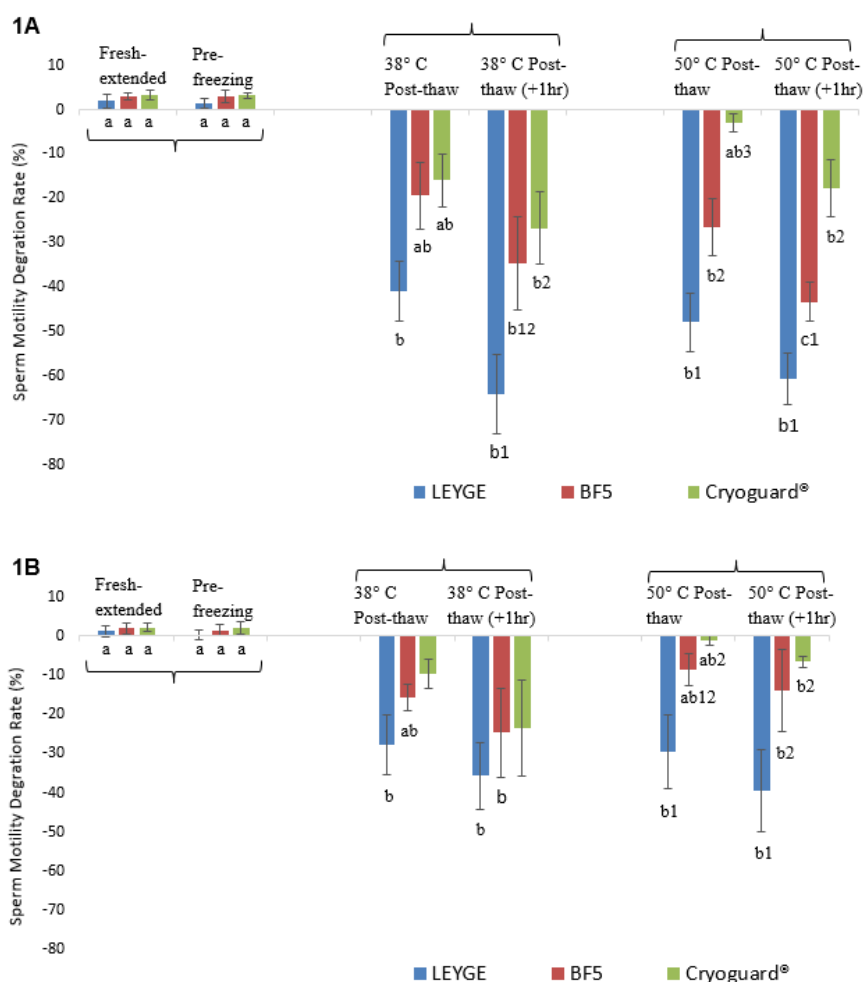 1A
Fresh-
extended
Pre-
freezing
38° C
Post-thaw
38° C Post-
thaw (+1hr)
50° C Post-
thaw
50° C Post-
thaw (+1hr)
Sperm Motility Degration Rate (%)
10
0
-10
-20
-30
-40
-50
-60
-70
-80
a a a a a a
b ab ab b1 b12 b2 b1 b2 ab3 b1 c1 b2
LEYGE BF5 Cryoguard®
1B
Fresh-
extended
Pre-
freezing
38° C
Post-thaw
38° C Post-
thaw (+1hr)
50° C Post-
thaw
50° C Post-
thaw (+1hr)
Sperm Motility Degration Rate (%)
10
0
-10
-20
-30
-40
-50
-60
-70
-80
a a a a a a
b ab b b b1 ab12 ab2 b1 b2 b2
LEYGE BF5 Cryoguard®